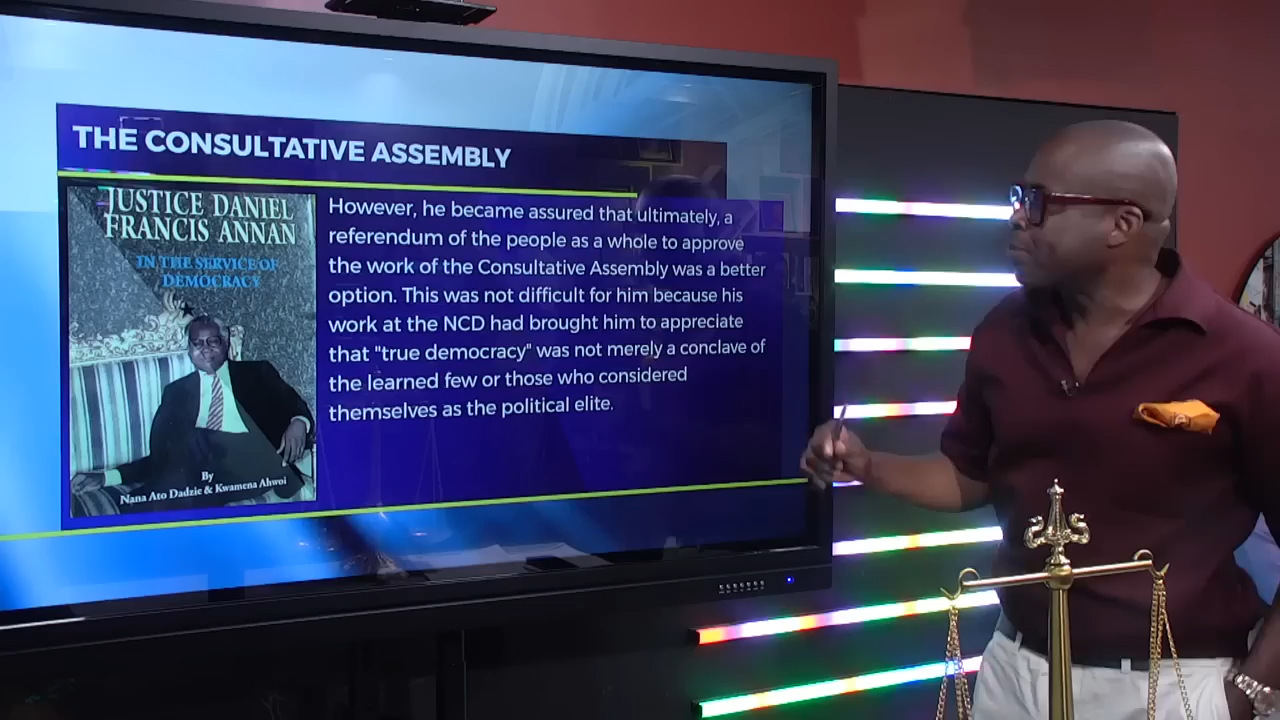 THE CONSULTATIVE ASSEMBLY
JUSTICE DANIEL
FRANCIS ANNAN
IN THE SERVICE OF
DEMOCRACY
By
Nana Ato Dadzie & Kwamena Ahwoi
However, he became assured that ultimately, a
referendum of the people as a whole to approve
the work of the Consultative Assembly was a better
option. This was not difficult for him because his
work at the NCD had brought him to appreciate
that "true democracy" was not merely a conclave of
the learned few or those who considered
themselves as the political elite.